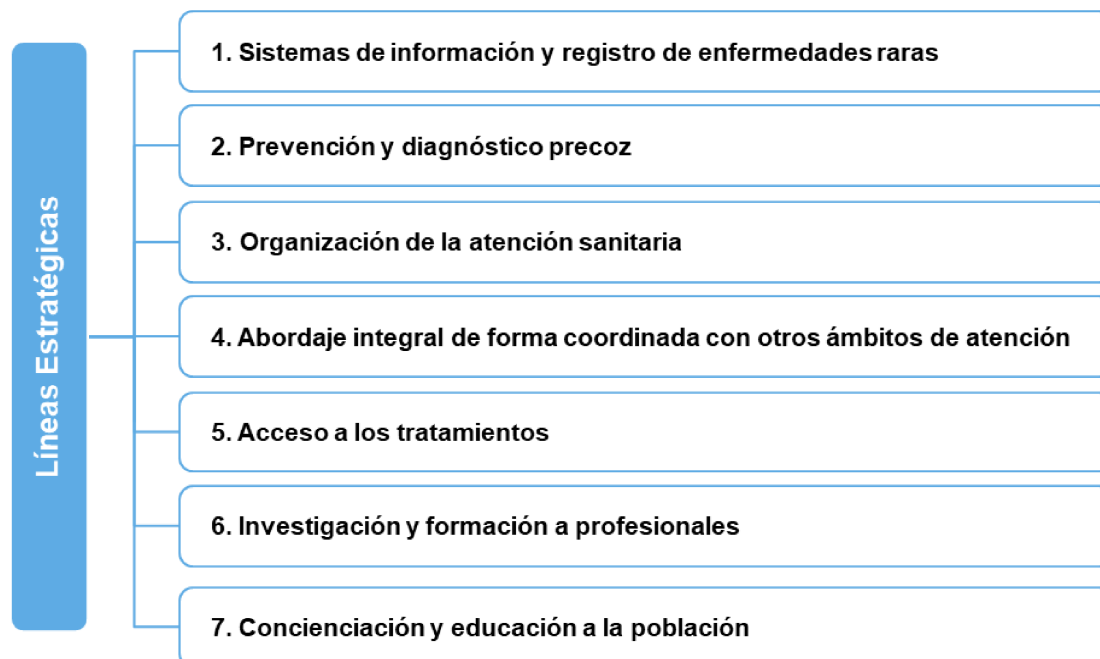 Líneas Estratégicas
1. Sistemas de información y registro de enfermedades raras
2. Prevención y diagnóstico precoz
3. Organización de la atención sanitaria
4. Abordaje integral de forma coordinada con otros ámbitos de atención
5. Acceso a los tratamientos
6. Investigación y formación a profesionales
7. Concienciación y educación a la población